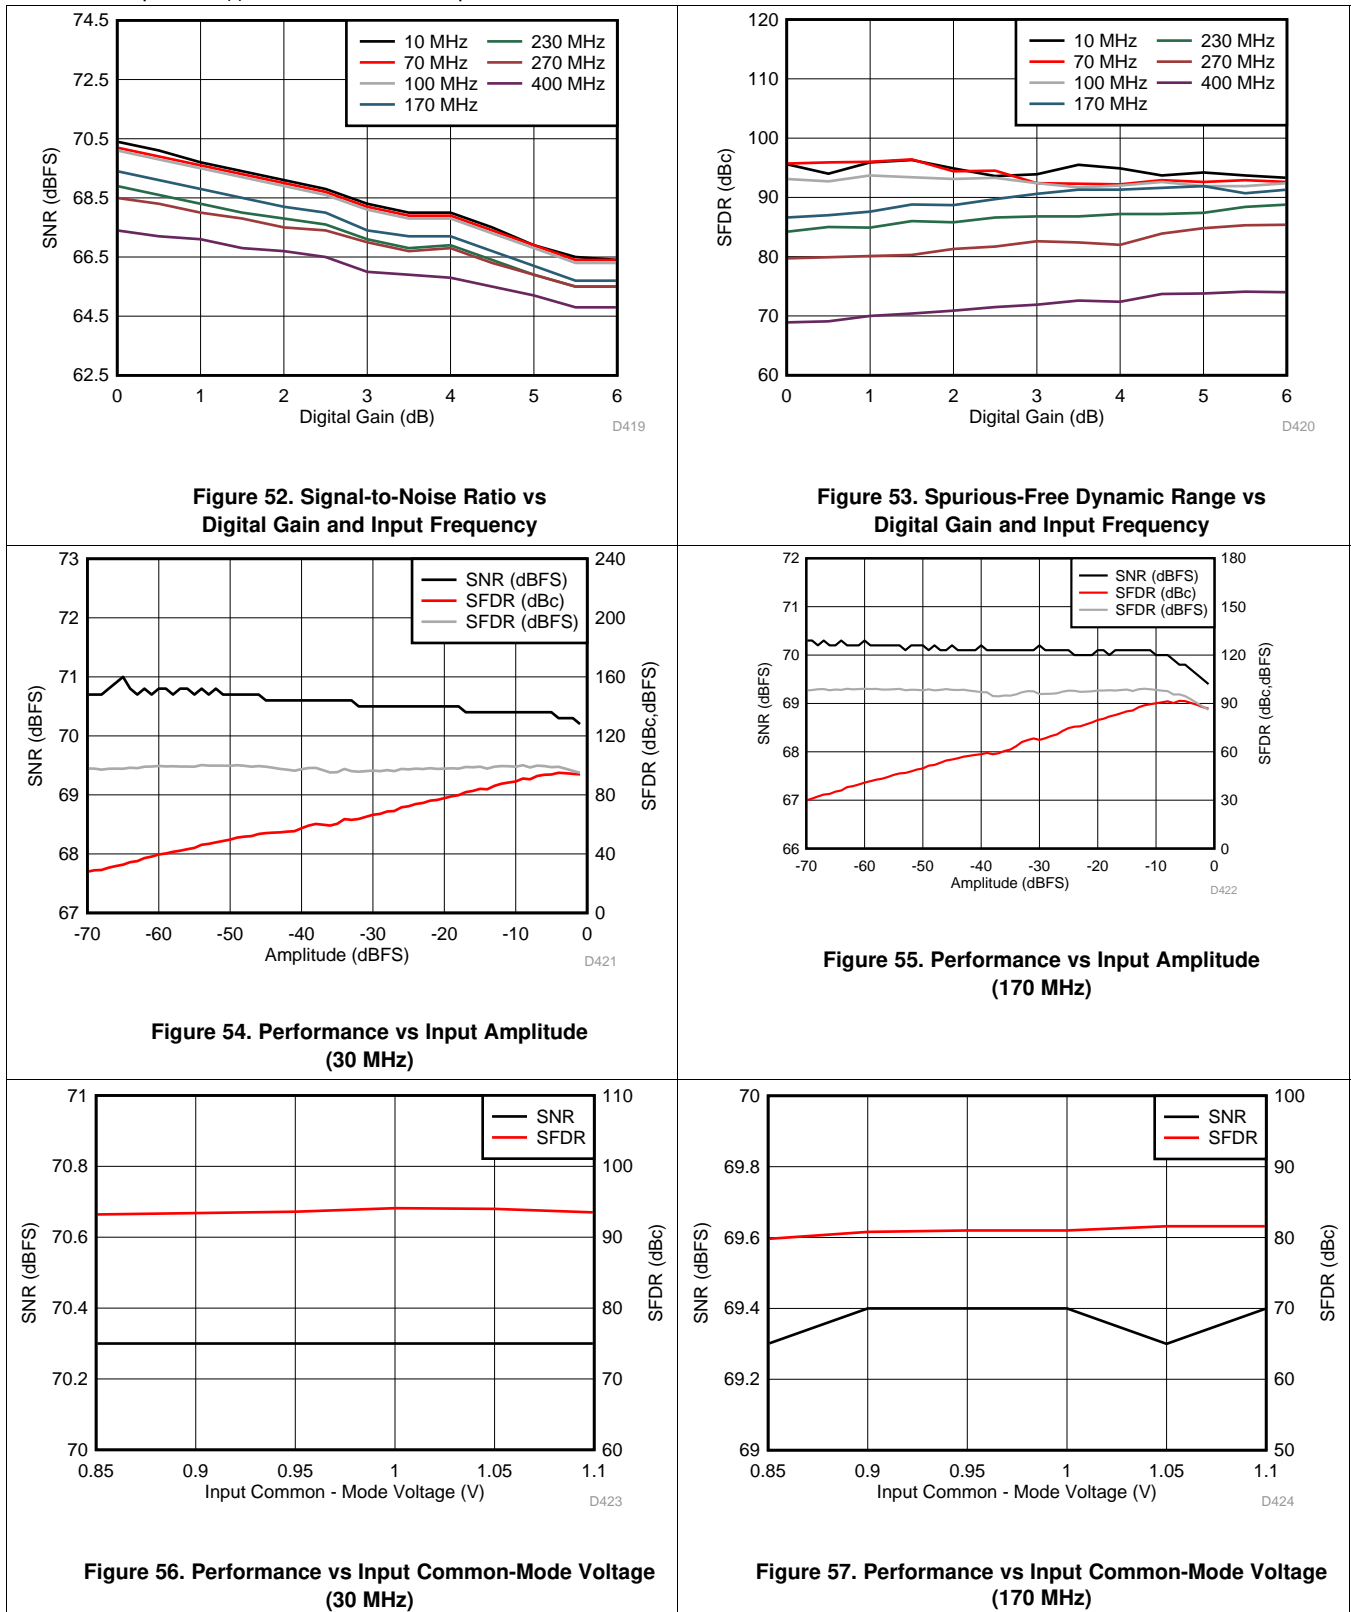 74.5
72.5
70.5
68.5
66.5
64.5
62.5
0 1 2 3 4 5 6
SNR (dBFS)
Digital Gain (dB)
D419
10 MHz
70 MHz
100 MHz
170 MHz
230 MHz
270 MHz
400 MHz
Figure 52. Signal-to-Noise Ratio vs
Digital Gain and Input Frequency
120
110
100
90
80
70
60
0 1 2 3 4 5 6
SFDR (dBc)
Digital Gain (dB)
D420
10 MHz
70 MHz
100 MHz
170 MHz
230 MHz
270 MHz
400 MHz
Figure 53. Spurious-Free Dynamic Range vs
Digital Gain and Input Frequency
73
72
71
70
69
68
67
240
200
160
120
80
40
0
-70 -60 -50 -40 -30 -20 -10 0
SNR (dBFS)
SFDR (dBc,dBFS)
Amplitude (dBFS)
D421
SNR (dBFS)
SFDR (dBc)
SFDR (dBFS)
Figure 54. Performance vs Input Amplitude
(30 MHz)
72
71
70
69
68
67
66
180
150
120
90
60
30
0
-70 -60 -50 -40 -30 -20 -10 0
SNR (dBFS)
SFDR (dBc,dBFS)
Amplitude (dBFS)
D422
SNR (dBFS)
SFDR (dBc)
SFDR (dBFS)
Figure 55. Performance vs Input Amplitude
(170 MHz)
71
70.8
70.6
70.4
70.2
70
110
100
90
80
70
60
0.85 0.9 0.95 1 1.05 1.1
SNR (dBFS)
SFDR (dBc)
Input Common - Mode Voltage (V)
D423
SNR
SFDR
Figure 56. Performance vs Input Common-Mode Voltage
(30 MHz)
70
69.8
69.6
69.4
69.2
69
100
90
80
70
60
50
0.85 0.9 0.95 1 1.05 1.1
SNR (dBFS)
SFDR (dBc)
Input Common - Mode Voltage (V)
D424
SNR
SFDR
Figure 57. Performance vs Input Common-Mode Voltage
(170 MHz)